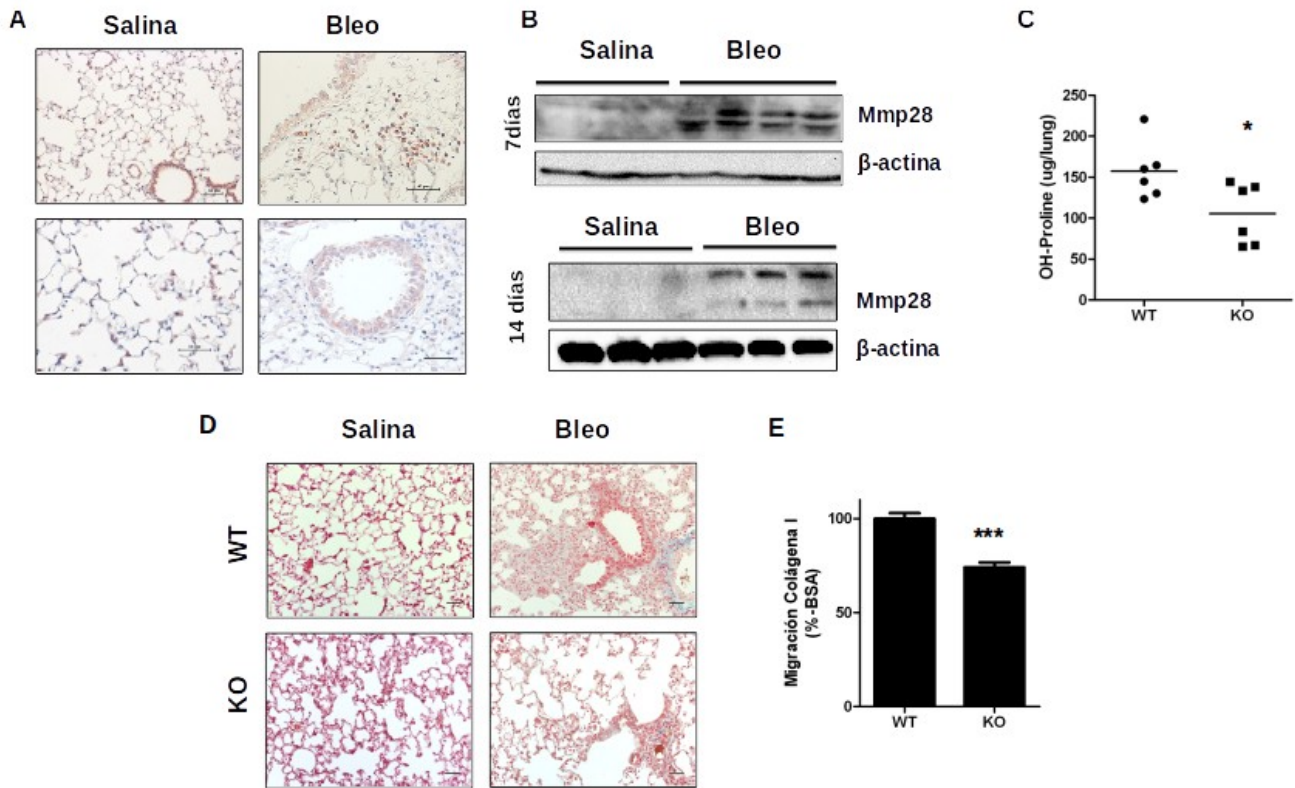 A
Salina
Bleo
B
Salina
Bleo
7días
Mmp28
β-actina
Salina
Bleo
14 días
Mmp28
β-actina
C
OH-Proline (ug/lung)
250
200
150
100
50
0
*
WT
KO
D
Salina
Bleo
WT
KO
E
Migración Colágena I
(%-BSA)
100
50
0
***
WT
KO